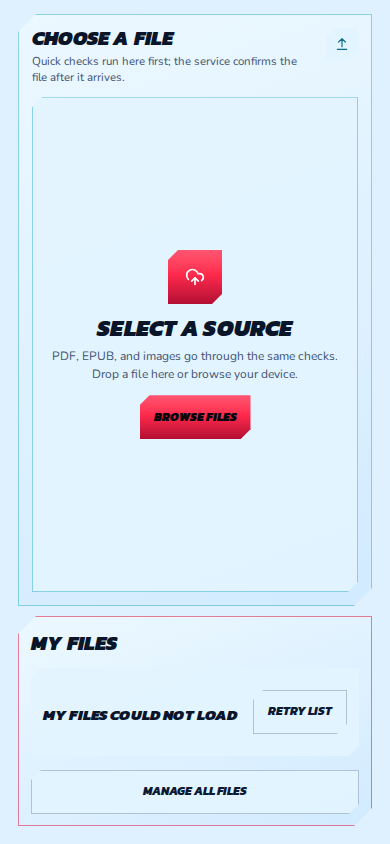 CHOOSE A FILE
Quick checks run here first; the service confirms the
file after it arrives.
SELECT A SOURCE
PDF, EPUB, and images go through the same checks.
Drop a file here or browse your device.
BROWSE FILES
MY FILES
MY FILES COULD NOT LOAD
RETRY LIST
MANAGE ALL FILES